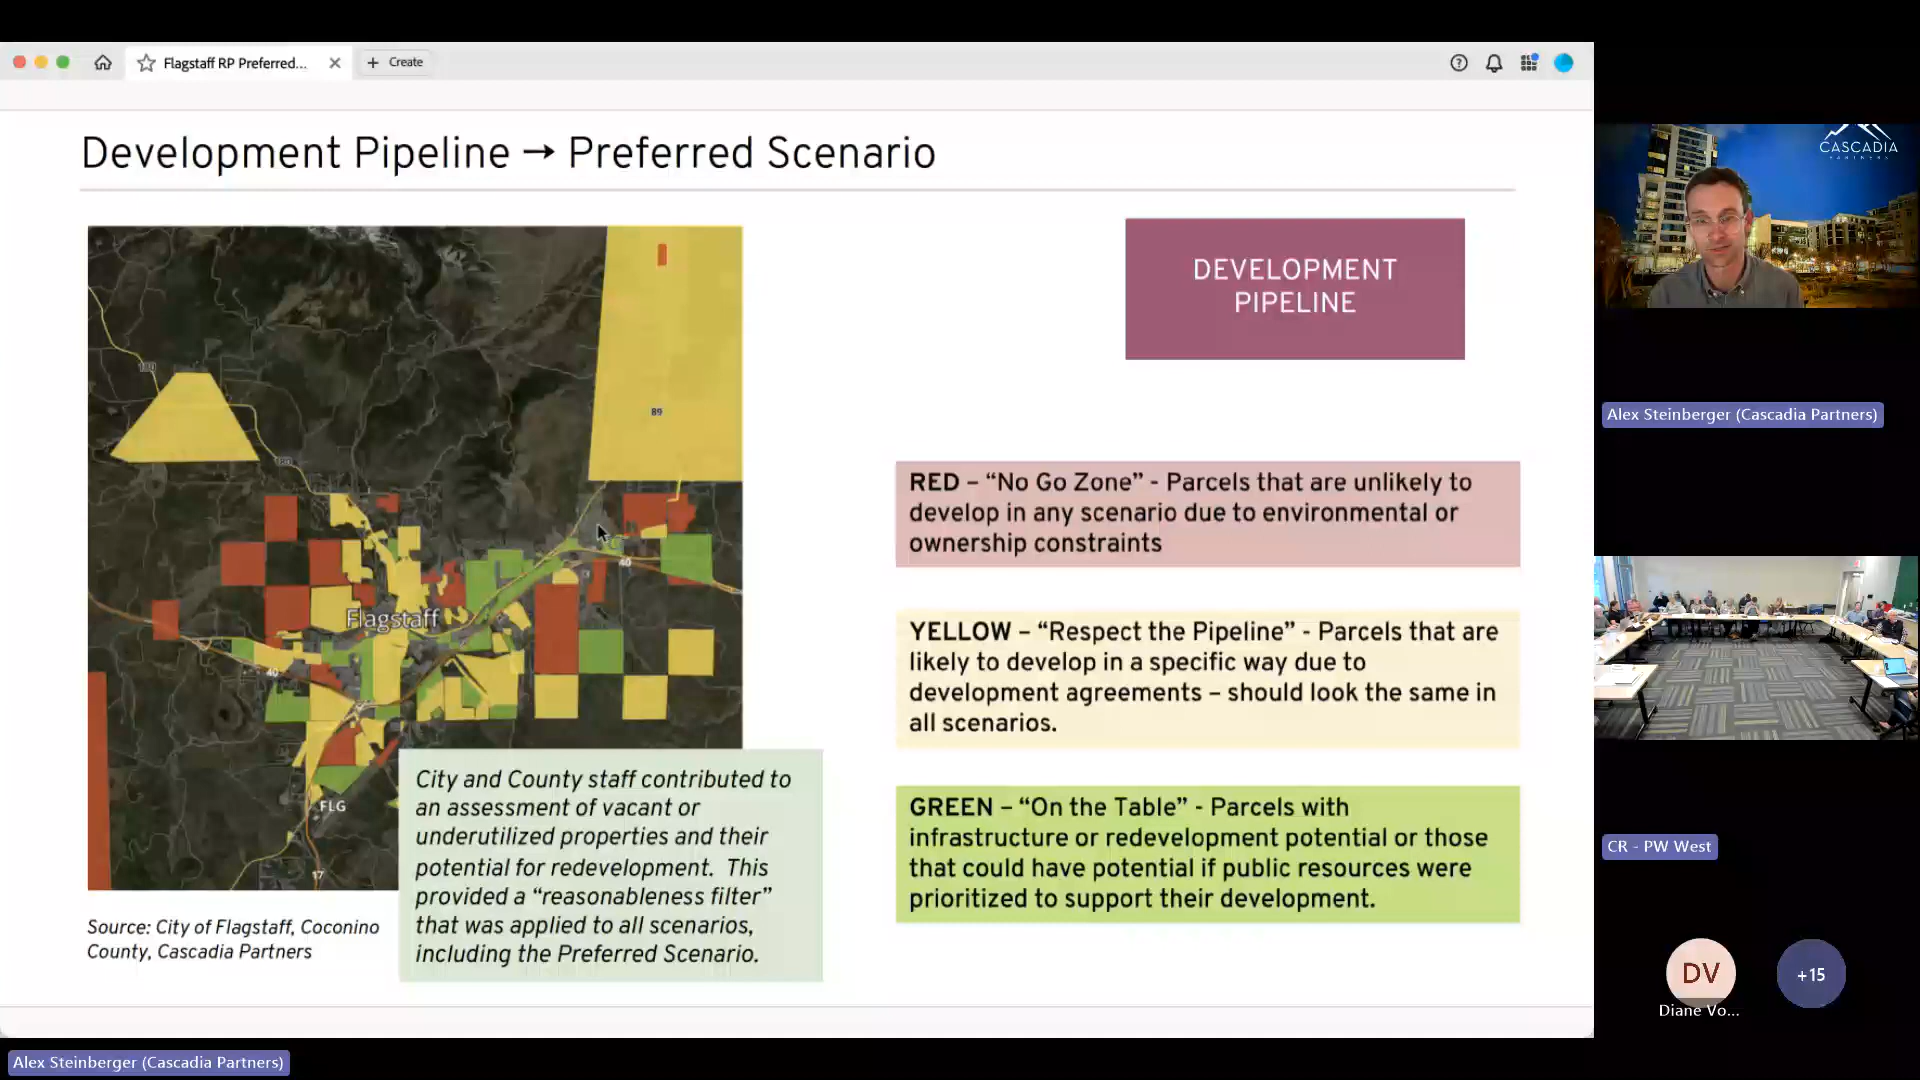 Flagstaff RP Preferred...
Create
Development Pipeline → Preferred Scenario
DEVELOPMENT
PIPELINE
180
89
180
40
Flagstaff
40
FLG
17
RED – “No Go Zone” - Parcels that are unlikely to
develop in any scenario due to environmental or
ownership constraints
YELLOW – “Respect the Pipeline” - Parcels that are
likely to develop in a specific way due to
development agreements – should look the same in
all scenarios.
GREEN – “On the Table” - Parcels with
infrastructure or redevelopment potential or those
that could have potential if public resources were
prioritized to support their development.
City and County staff contributed to
an assessment of vacant or
underutilized properties and their
potential for redevelopment. This
provided a “reasonableness filter”
that was applied to all scenarios,
including the Preferred Scenario.
Source: City of Flagstaff, Coconino
County, Cascadia Partners
CASCADIA
PARTNERS
Alex Steinberger (Cascadia Partners)
CR - PW West
DV
Diane Vo...
+15
Alex Steinberger (Cascadia Partners)